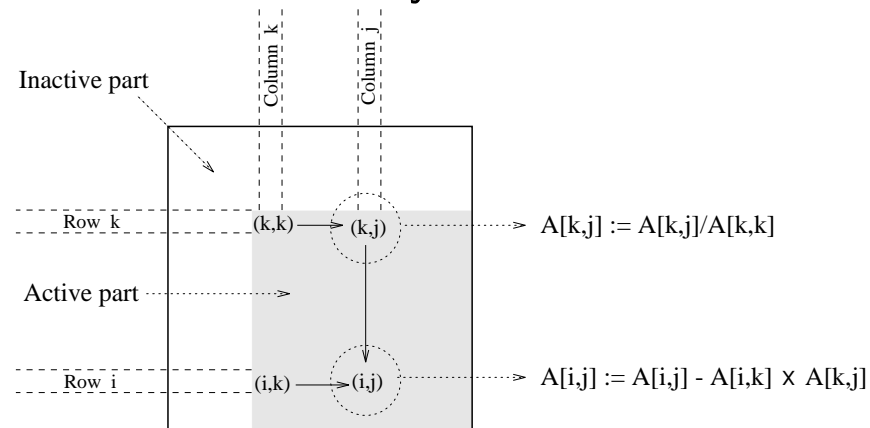 Column k
Column j
Inactive part
Row k
(k,k)
(k,j)
A[k,j] := A[k,j]/A[k,k]
Active part
Row i
(i,k)
(i,j)
A[i,j] := A[i,j] - A[i,k] x A[k,j]